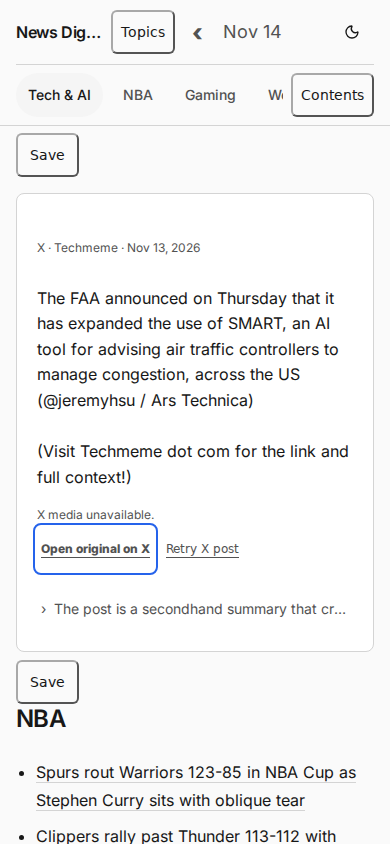 News Dig…
Topics
‹
Nov 14
Tech & AI
NBA
Gaming
Contents
Save
X · Techmeme · Nov 13, 2026
The FAA announced on Thursday that it
has expanded the use of SMART, an AI
tool for advising air traffic controllers to
manage congestion, across the US
(@jeremyhsu / Ars Technica)
(Visit Techmeme dot com for the link and
full context!)
X media unavailable.
Open original on X
Retry X post
› The post is a secondhand summary that cr…
Save
NBA
• Spurs rout Warriors 123-85 in NBA Cup as
Stephen Curry sits with oblique tear
• Clippers rally past Thunder 113-112 with